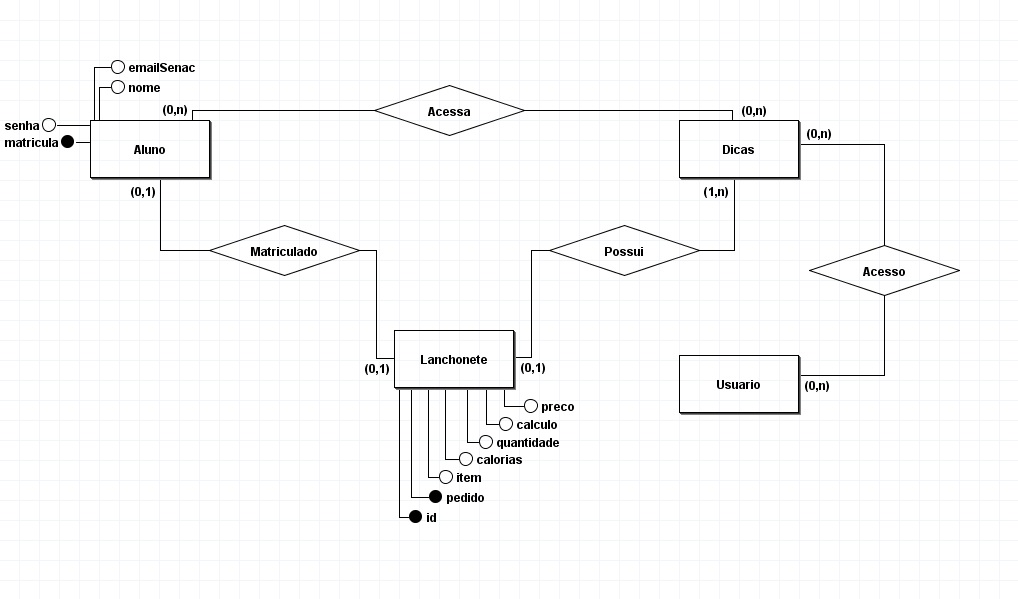 emailSenac
nome
(0,n)
Acessa
(0,n)
senha
matricula
Aluno
Dicas
(0,n)
(0,1)
(1,n)
Matriculado
Possui
Acesso
Lanchonete
(0,1)
(0,1)
Usuario
(0,n)
preco
calculo
quantidade
calorias
item
pedido
id